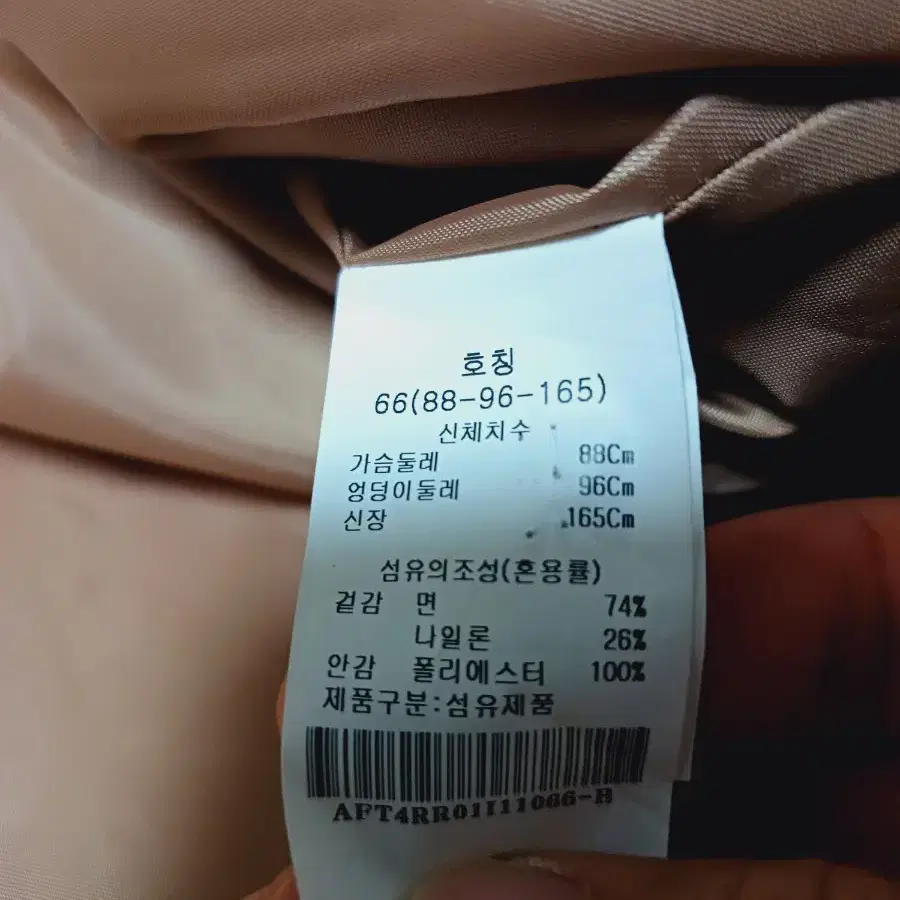 호칭
66(88-96-165)
신체치수
가슴둘레 88Cm
엉덩이둘레 96Cm
신장 165Cm
섬유의조성(혼용률)
겉감 면 74%
나일론 26%
안감 폴리에스터 100%
제품구분:섬유제품